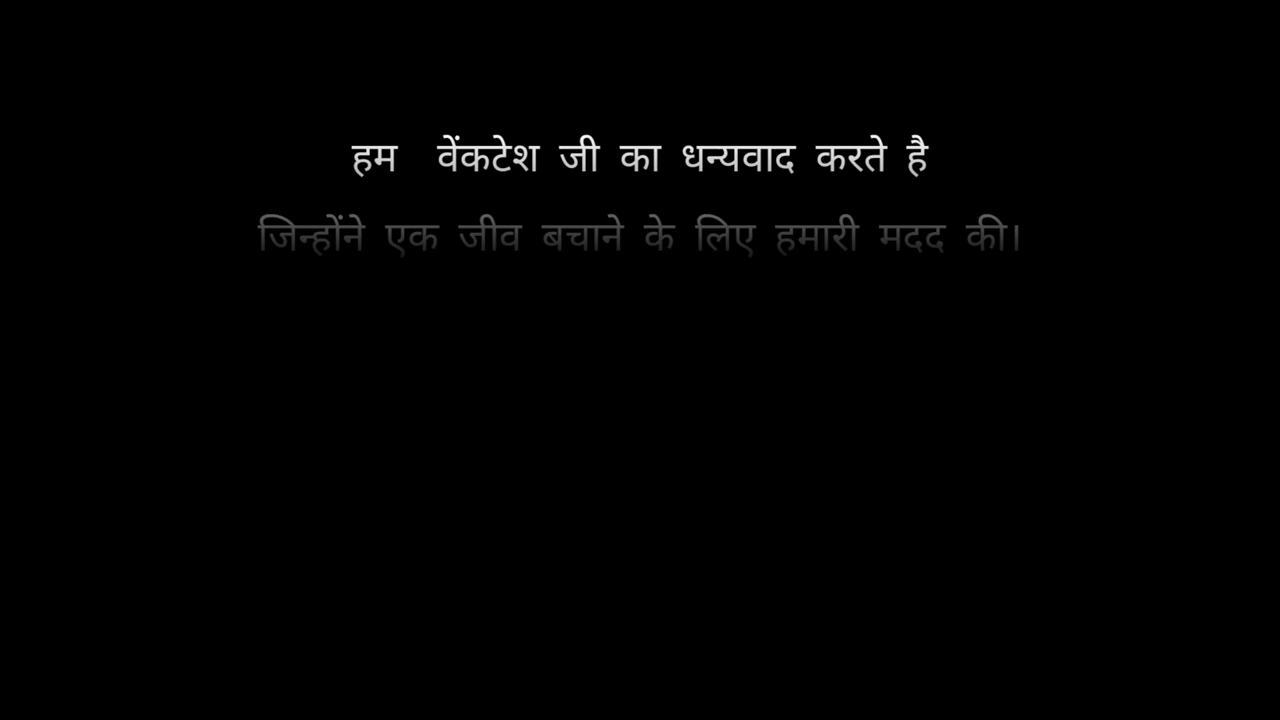 हम वेंकटेश जी का धन्यवाद करते है
जिन्होंने एक जीव बचाने के लिए हमारी मदद की।